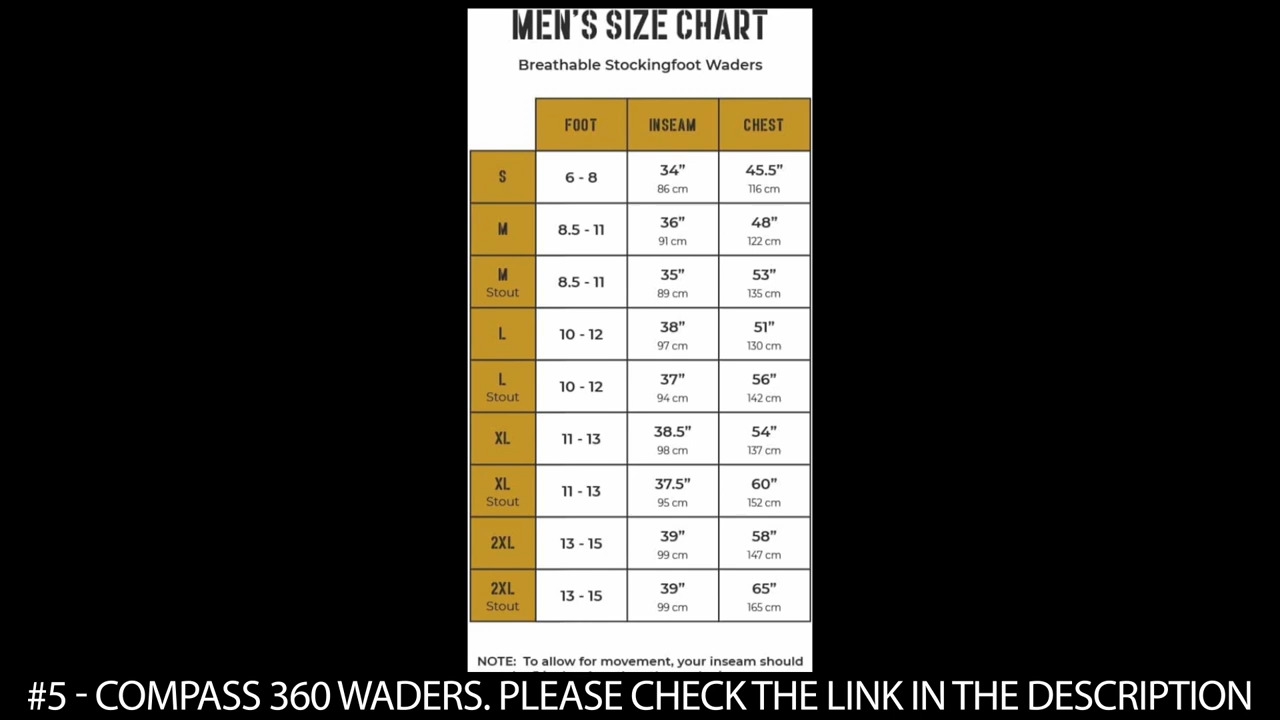 MEN'S SIZE CHART
Breathable Stockingfoot Waders
FOOT INSEAM CHEST
S 6 - 8 34” 86 cm 45.5” 116 cm
M 8.5 - 11 36” 91 cm 48” 122 cm
M Stout 8.5 - 11 35” 89 cm 53” 135 cm
L 10 - 12 38” 97 cm 51” 130 cm
L Stout 10 - 12 37” 94 cm 56” 142 cm
XL 11 - 13 38.5” 98 cm 54” 137 cm
XL Stout 11 - 13 37.5” 95 cm 60” 152 cm
2XL 13 - 15 39” 99 cm 58” 147 cm
2XL Stout 13 - 15 39” 99 cm 65” 165 cm
NOTE: To allow for movement, your inseam should
#5 - COMPASS 360 WADERS. PLEASE CHECK THE LINK IN THE DESCRIPTION